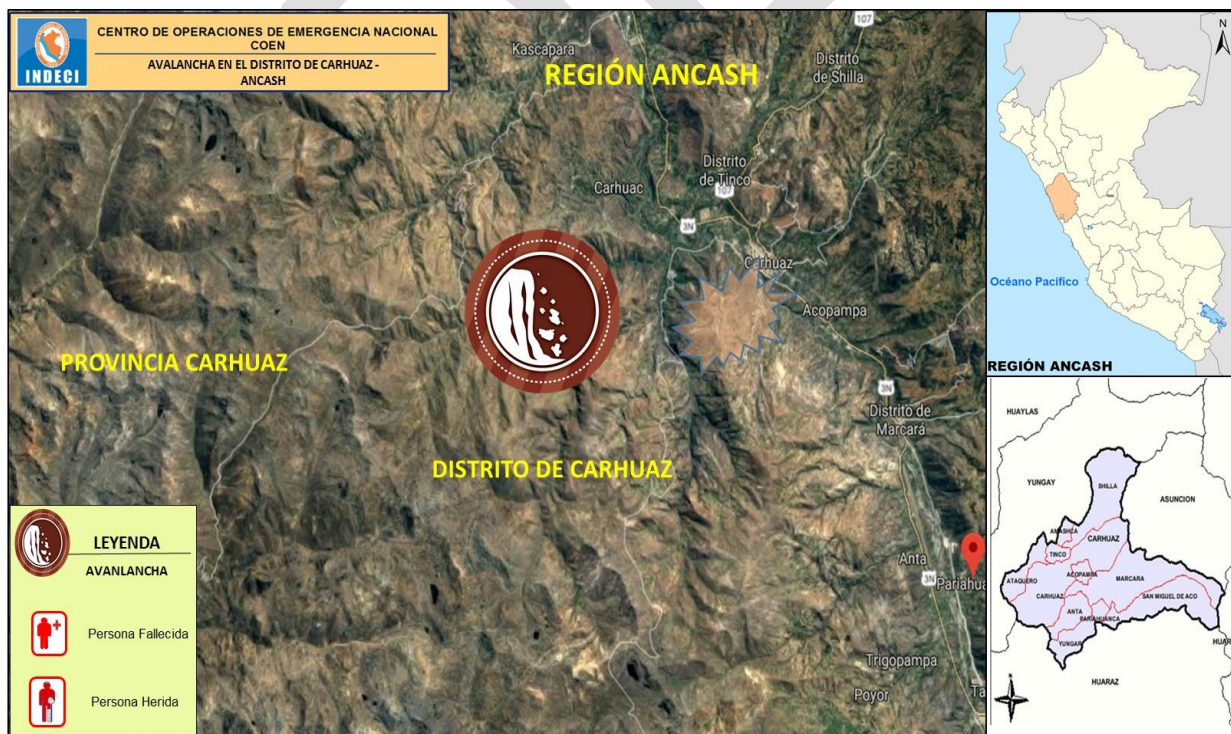 INDECI
CENTRO DE OPERACIONES DE EMERGENCIA NACIONAL
COEN
AVALANCHA EN EL DISTRITO DE CARHUAZ -
ANCASH
107
Kascapara
REGIÓN ANCASH
Distrito
de Shilla
Distrito
de Tinco
107
Carhuac
3N
Carhuaz
Acopampa
PROVINCIA CARHUAZ
3N
Distrito de
Marcará
DISTRITO DE CARHUAZ
Anta
3N
Pariahua
Trigopampa
Poyor
Ta
LEYENDA
AVANLANCHA
Persona Fallecida
Persona Herida
N
Océano Pacífico
REGIÓN ANCASH
HUAYLAS
YUNGAY
SHILLA
ASUNCION
AMASHCA
CARHUAZ
TINCO
ATAQUERO
ACOPAMPA
MARCARA
CARHUAZ
SAN MIGUEL DE ACO
ANTA
PARIAHUANCA
YUNGAR
HUAR
HUARAZ